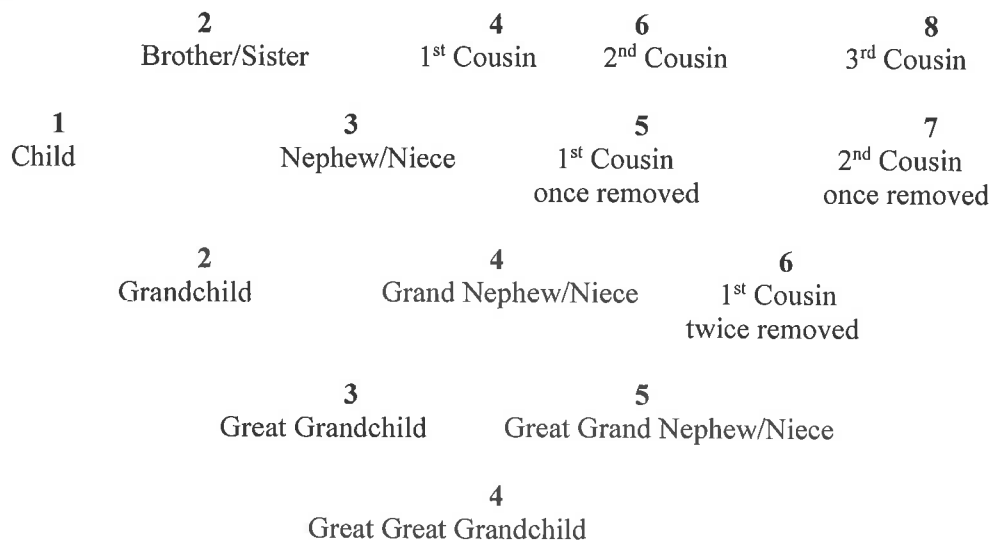 2 4 6 8
Brother/Sister 1st Cousin 2nd Cousin 3rd Cousin
1 3 5 7
Child Nephew/Niece 1st Cousin 2nd Cousin
once removed once removed
2 4 6
Grandchild Grand Nephew/Niece 1st Cousin
twice removed
3 5
Great Grandchild Great Grand Nephew/Niece
4
Great Great Grandchild